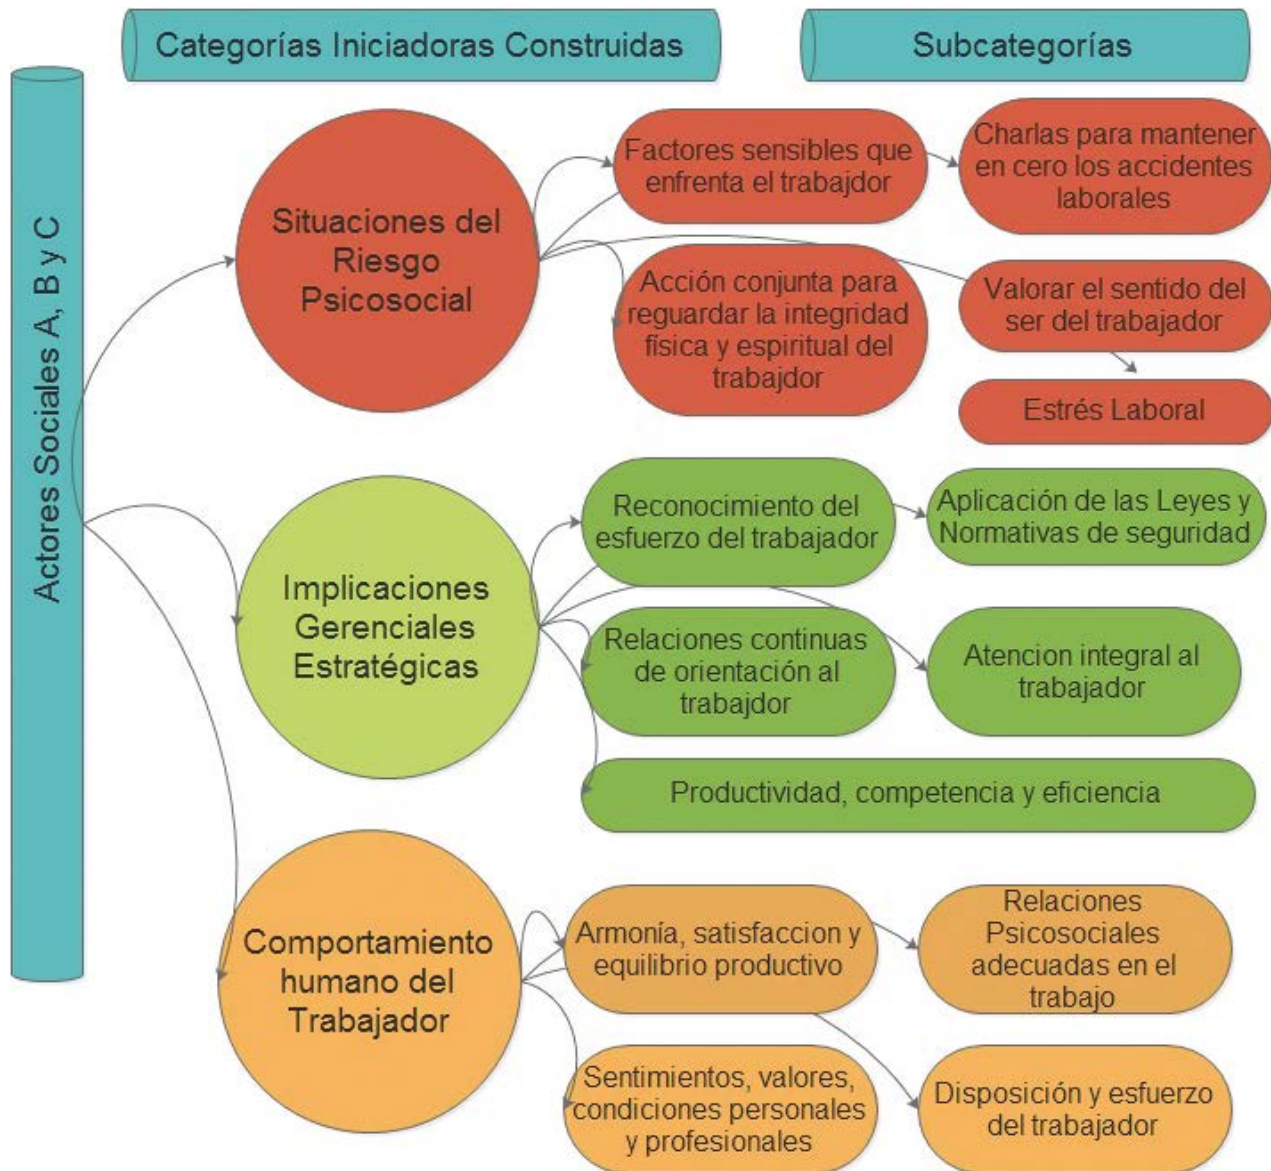 Categorías Iniciadoras Construidas
Subcategorías
Actores Sociales A, B y C
Situaciones del
Riesgo
Psicosocial
Factores sensibles que
enfrenta el trabajdor
Charlas para mantener
en cero los accidentes
laborales
Acción conjunta para
reguardar la integridad
física y espiritual del
trabajdor
Valorar el sentido del
ser del trabajador
Estrés Laboral
Implicaciones
Gerenciales
Estratégicas
Reconocimiento del
esfuerzo del trabajador
Aplicación de las Leyes y
Normativas de seguridad
Relaciones continuas
de orientación al
trabajdor
Atencion integral al
trabajador
Productividad, competencia y eficiencia
Comportamiento
humano del
Trabajador
Armonía, satisfaccion y
equilibrio productivo
Relaciones
Psicosociales
adecuadas en el
trabajo
Sentimientos, valores,
condiciones personales
y profesionales
Disposición y esfuerzo
del trabajador